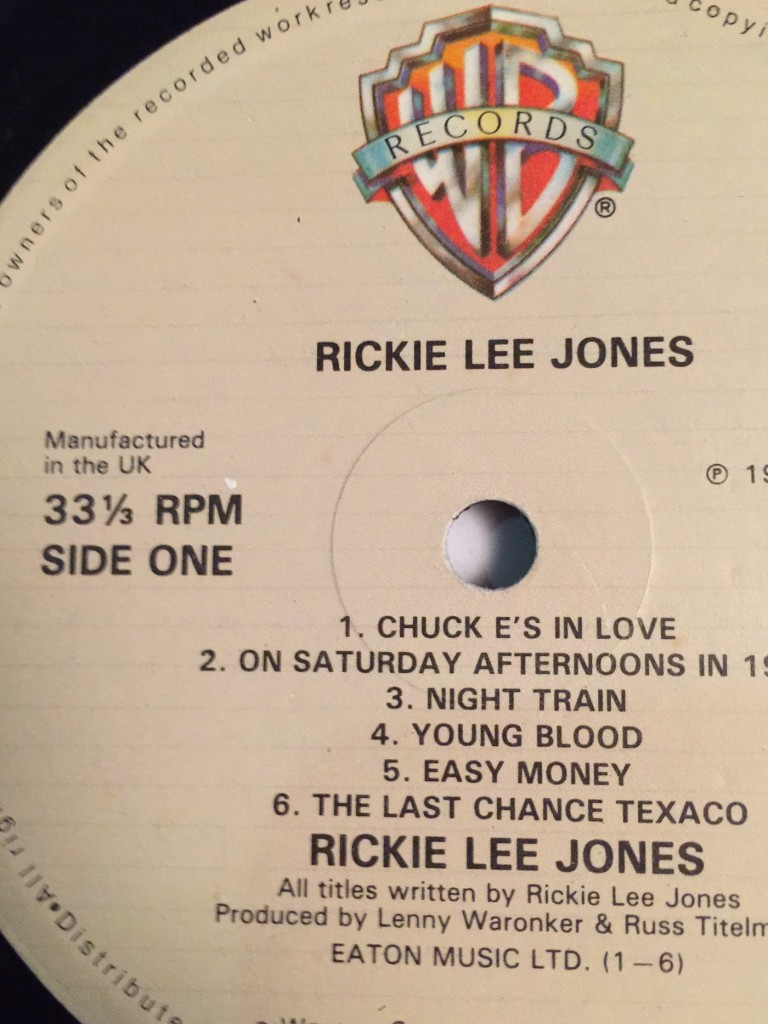 owners of the recorded work
copyi
WB
RECORDS
®
RICKIE LEE JONES
Manufactured
in the UK
33⅓ RPM
SIDE ONE
℗ 19
1. CHUCK E'S IN LOVE
2. ON SATURDAY AFTERNOONS IN 19
3. NIGHT TRAIN
4. YOUNG BLOOD
5. EASY MONEY
6. THE LAST CHANCE TEXACO
RICKIE LEE JONES
All titles written by Rickie Lee Jones
Produced by Lenny Waronker & Russ Titelm
EATON MUSIC LTD. (1–6)
All rig
•Distribute